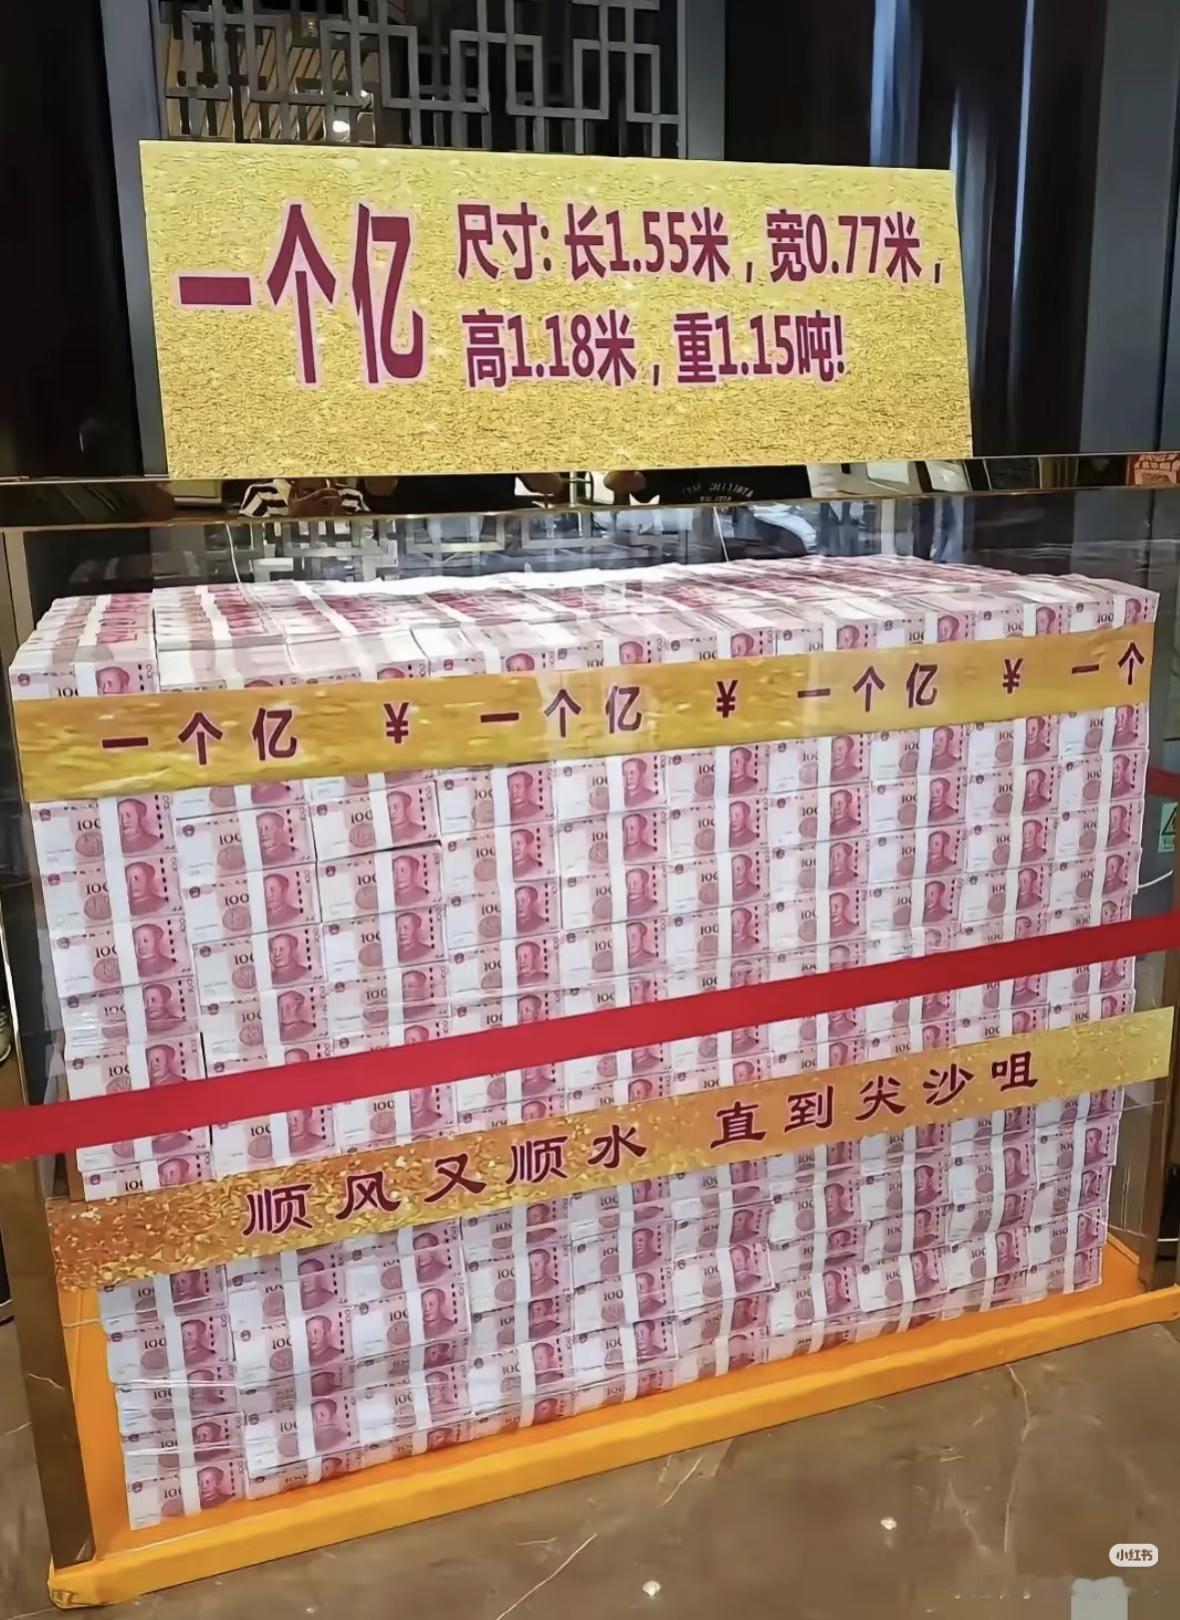 一个亿
尺寸:长1.55米，宽0.77米，
高1.18米，重1.15吨!
一个亿 ¥ 一个亿 ¥ 一个亿 ¥ 一个
顺风又顺水 直到尖沙咀
小红书